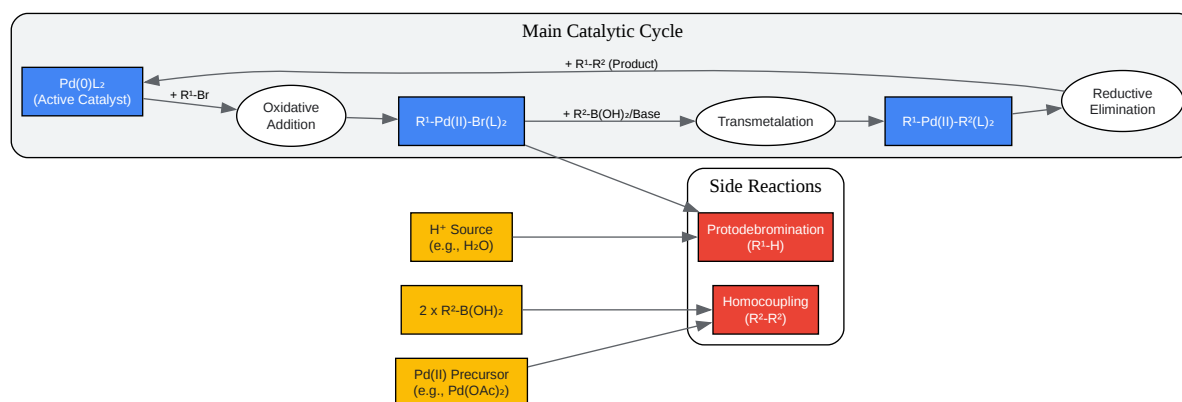 Main Catalytic Cycle
+ R¹-R² (Product)
Pd(0)L₂
(Active Catalyst)
+ R¹-Br
Oxidative
Addition
R¹-Pd(II)-Br(L)₂
+ R²-B(OH)₂/Base
Transmetalation
R¹-Pd(II)-R²(L)₂
Reductive
Elimination
Side Reactions
H⁺ Source
(e.g., H₂O)
Protodebromination
(R¹-H)
2 x R²-B(OH)₂
Homocoupling
(R²-R²)
Pd(II) Precursor
(e.g., Pd(OAc)₂)